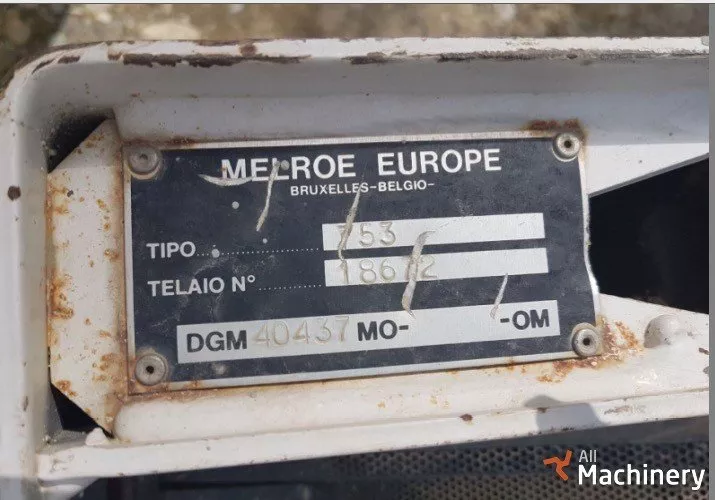 MELROE EUROPE
BRUXELLES-BELGIO-
TIPO 753
TELAIO N° 18672
DGM 40437 MO- -OM
All
Machinery